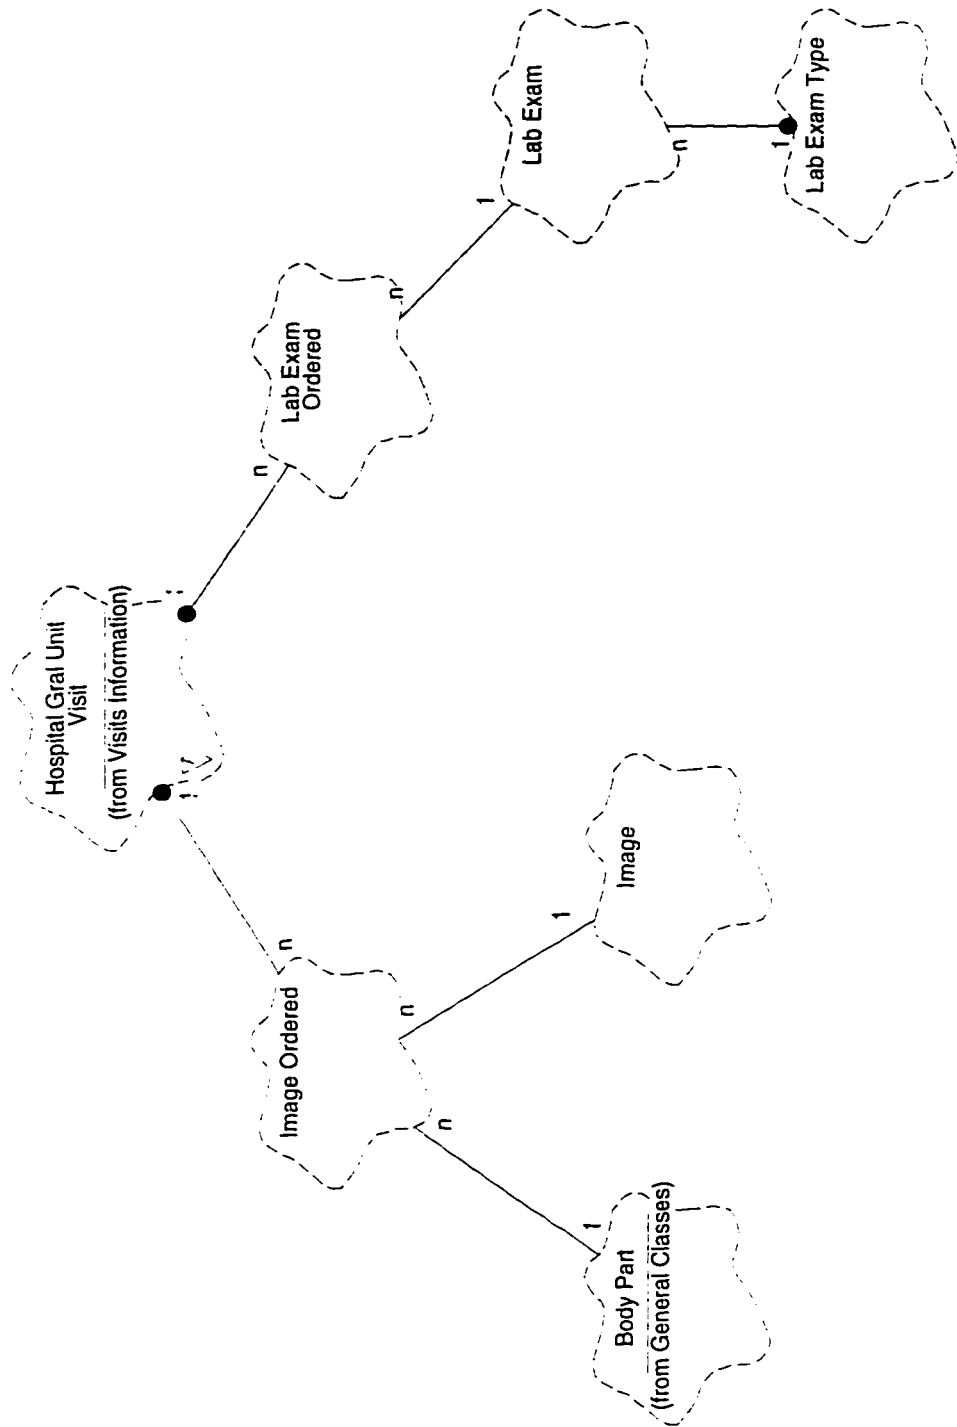 Hospital Gral Unit
Visit
(from Visits Information)
1
n
n
Image Ordered
Lab Exam
Ordered
n
n
n
1
Lab Exam
1
1
Body Part
(from General Classes)
Image
n
1
Lab Exam Type